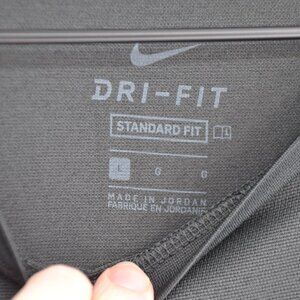 DRI-FIT
STANDARD FIT
L G G
MADE IN JORDAN
FABRIQUÉ EN JORDANIE